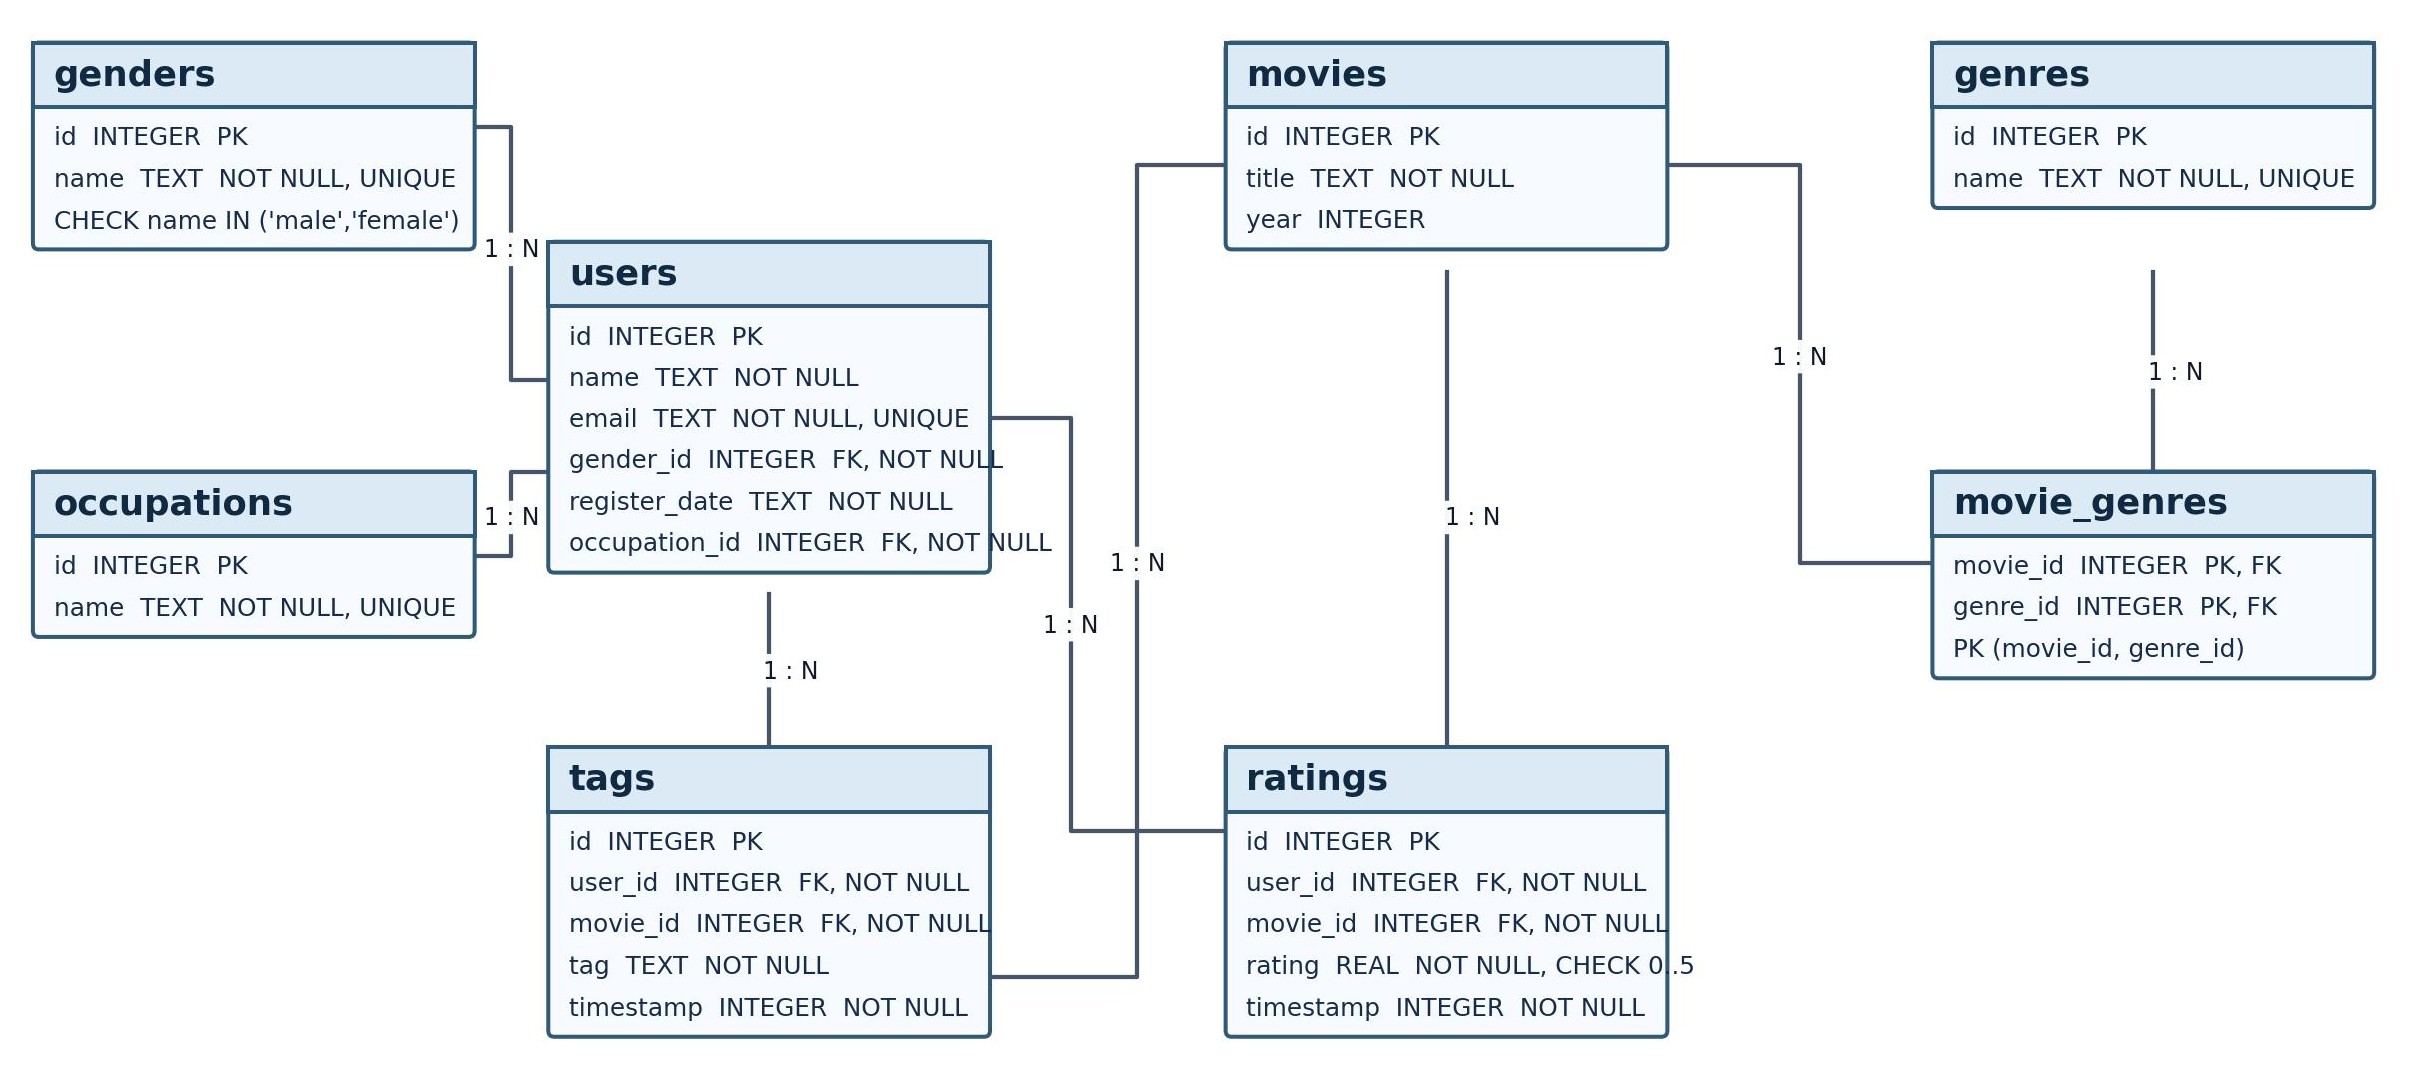 genders
id INTEGER PK
name TEXT NOT NULL, UNIQUE
CHECK name IN ('male','female')
1 : N
users
id INTEGER PK
name TEXT NOT NULL
email TEXT NOT NULL, UNIQUE
gender_id INTEGER FK, NOT NULL
register_date TEXT NOT NULL
occupation_id INTEGER FK, NOT NULL
occupations
id INTEGER PK
name TEXT NOT NULL, UNIQUE
1 : N
1 : N
tags
id INTEGER PK
user_id INTEGER FK, NOT NULL
movie_id INTEGER FK, NOT NULL
tag TEXT NOT NULL
timestamp INTEGER NOT NULL
1 : N
1 : N
movies
id INTEGER PK
title TEXT NOT NULL
year INTEGER
1 : N
ratings
id INTEGER PK
user_id INTEGER FK, NOT NULL
movie_id INTEGER FK, NOT NULL
rating REAL NOT NULL, CHECK 0..5
timestamp INTEGER NOT NULL
1 : N
genres
id INTEGER PK
name TEXT NOT NULL, UNIQUE
1 : N
movie_genres
movie_id INTEGER PK, FK
genre_id INTEGER PK, FK
PK (movie_id, genre_id)